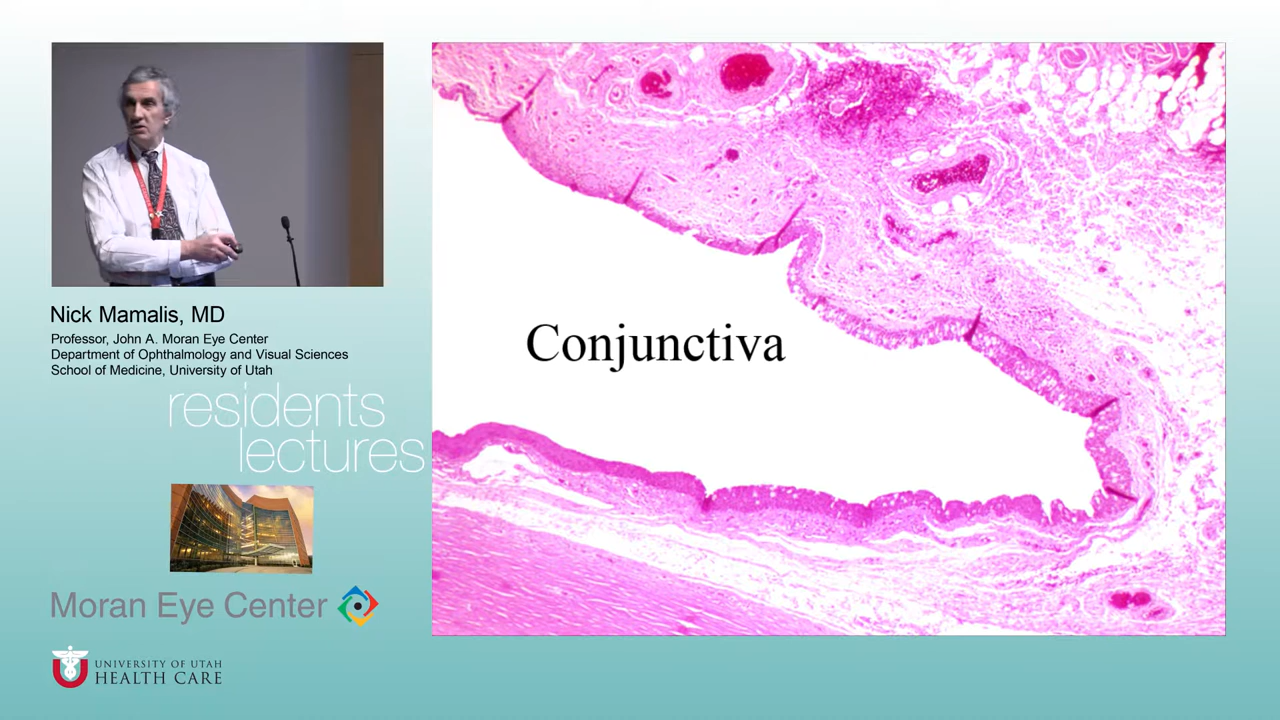 Nick Mamalis, MD
Professor, John A. Moran Eye Center
Department of Ophthalmology and Visual Sciences
School of Medicine, University of Utah
residents
lectures
Moran Eye Center
UNIVERSITY OF UTAH
HEALTH CARE
Conjunctiva